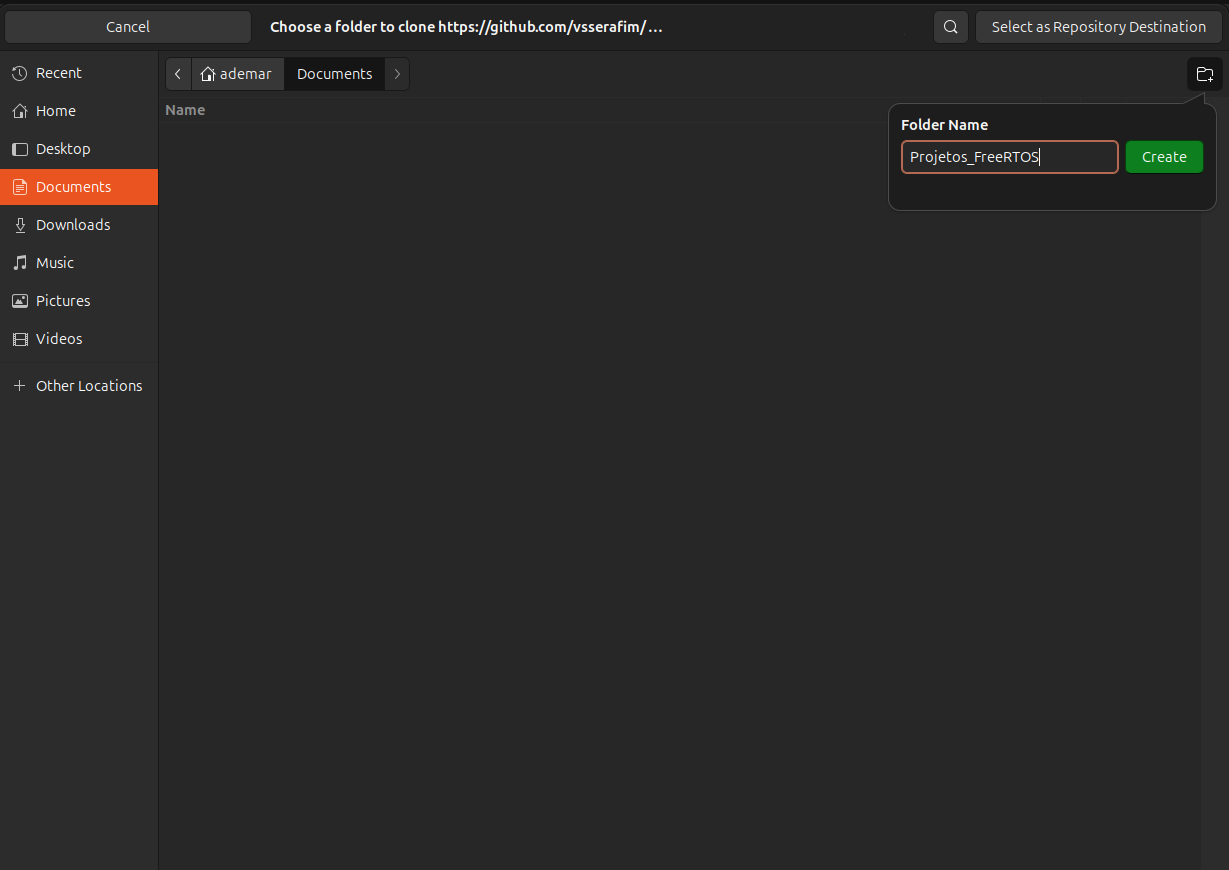 Cancel
Choose a folder to clone https://github.com/vsserafim/...
Select as Repository Destination
Recent
Home
Desktop
Documents
Downloads
Music
Pictures
Videos
Other Locations
ademar
Documents
Name
Folder Name
Projetos_FreeRTOS
Create